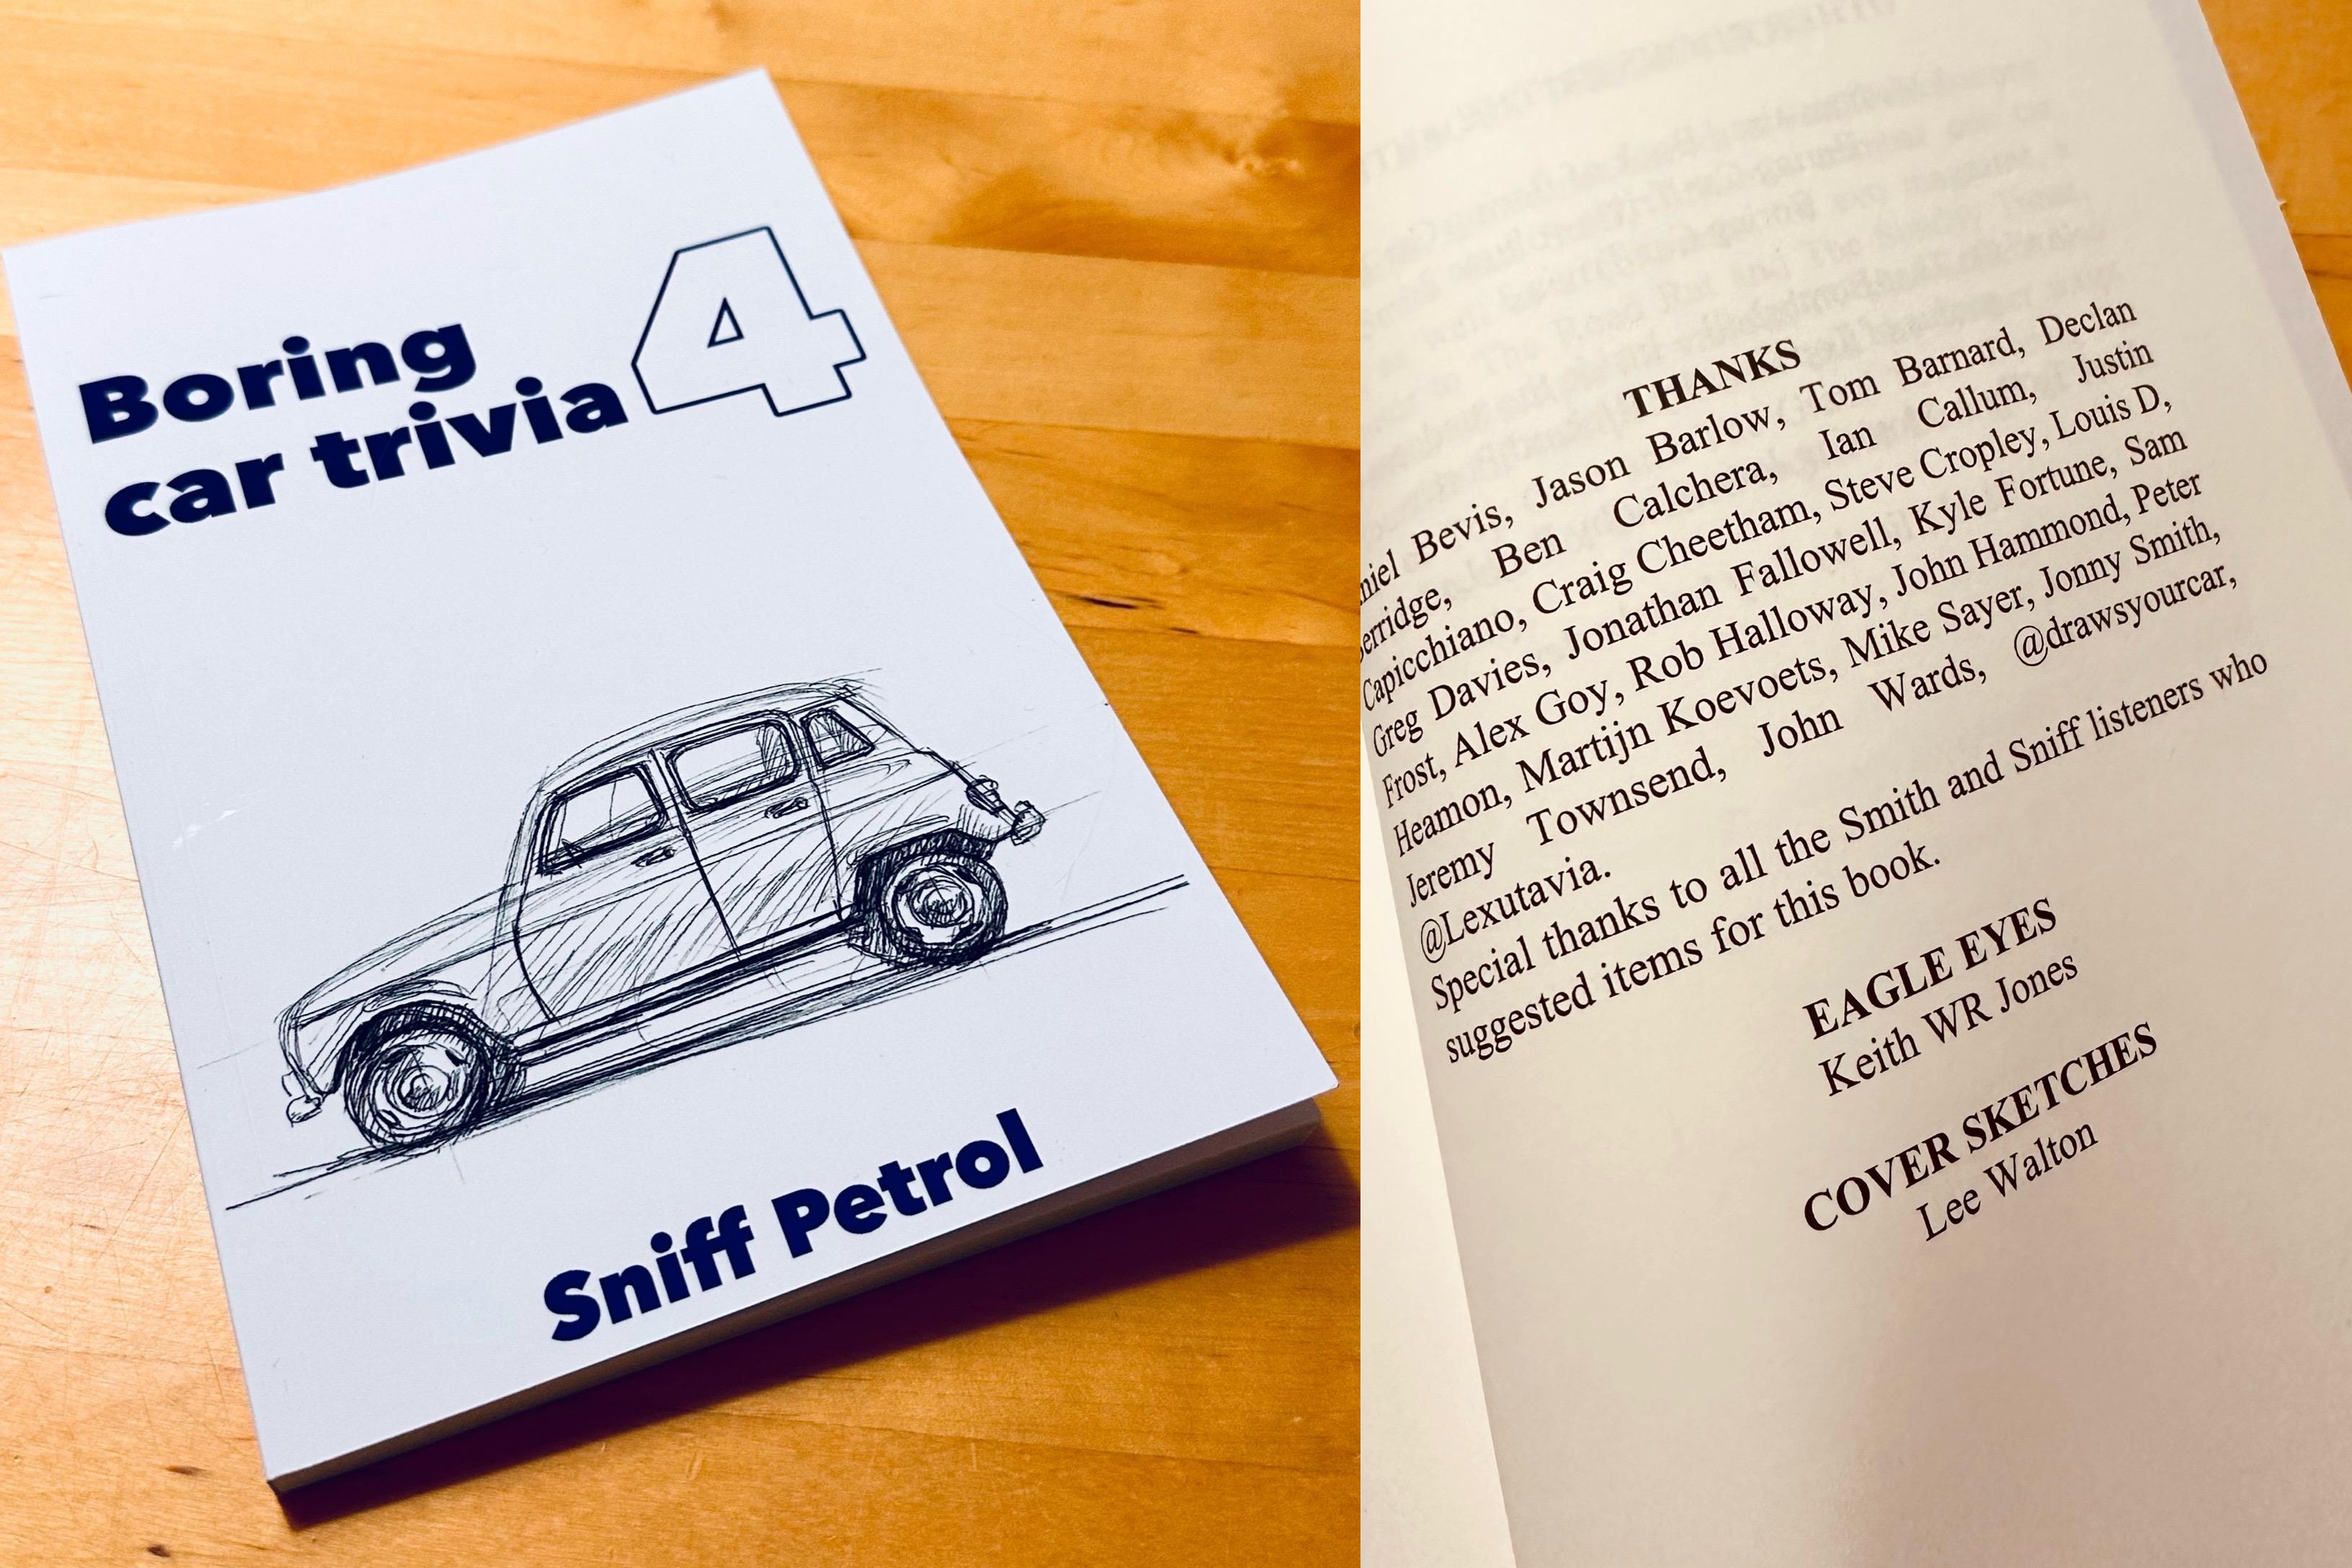 Boring
car trivia 4
Sniff Petrol
THANKS
Bevis, Jason Barlow, Tom Barnard, Declan
Ben Calchera, Ian Callum, Justin
Capicchiano, Craig Cheetham, Steve Cropley, Louis D,
Greg Davies, Jonathan Fallowell, Kyle Fortune, Sam
Frost, Alex Goy, Rob Halloway, John Hammond, Peter
Heamon, Martijn Koevoets, Mike Sayer, Jonny Smith,
Jeremy Townsend, John Wards, @drawsyourcar,
@Lexutavia.
Special thanks to all the Smith and Sniff listeners who
suggested items for this book.
EAGLE EYES
Keith WR Jones
COVER SKETCHES
Lee Walton